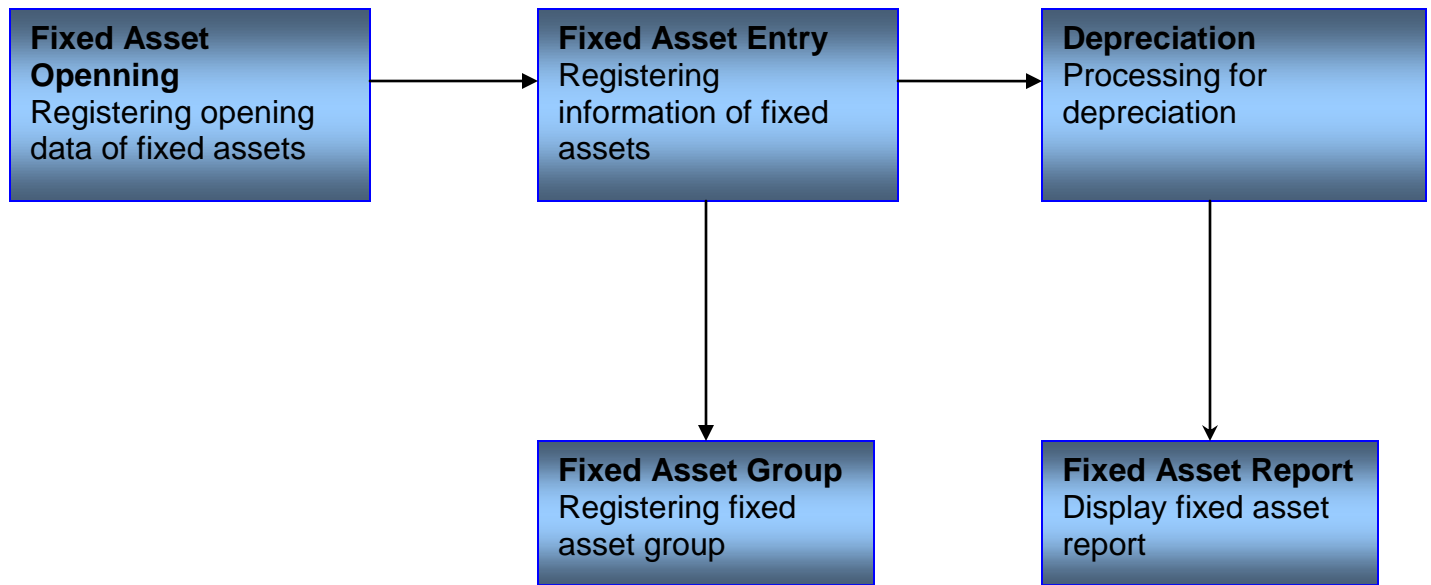 Fixed Asset
Openning
Registering opening
data of fixed assets
Fixed Asset Entry
Registering
information of fixed
assets
Depreciation
Processing for
depreciation
Fixed Asset Group
Registering fixed
asset group
Fixed Asset Report
Display fixed asset
report